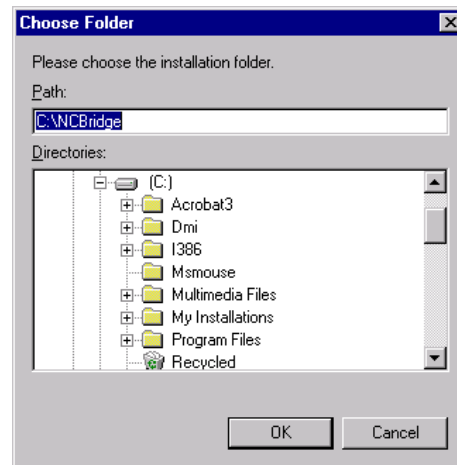 Choose Folder
Please choose the installation folder.
Path:
C:\NCBridge
Directories:
(C:)
Acrobat3
Dmi
I386
Msmouse
Multimedia Files
My Installations
Program Files
Recycled
OK Cancel